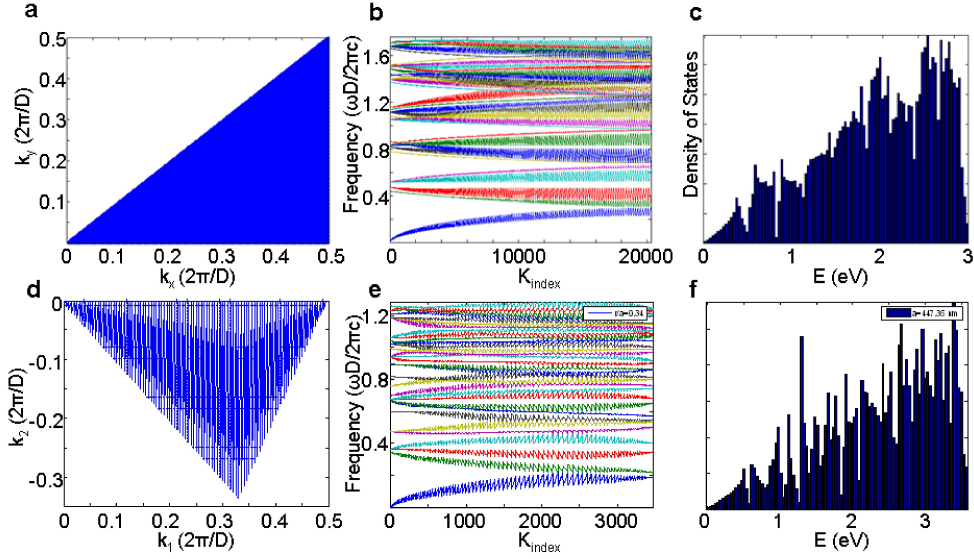 a
0.5
0.4
0.3
0.2
0.1
k_y (2π/D)
0 0.1 0.2 0.3 0.4 0.5
k_x (2π/D)
b
1.6
1.2
0.8
0.4
Frequency (ωD/2πc)
0 10000 20000
K_index
c
Density of States
0 1 2 3
E (eV)
d
0
-0.1
-0.2
-0.3
k_2 (2π/D)
0 0.1 0.2 0.3 0.4 0.5
k_1 (2π/D)
e
1.2
0.8
0.4
Frequency (ωD/2πc)
r/a=0.34
0 1000 2000 3000
K_index
f
a=447.35 nm
0 1 2 3
E (eV)